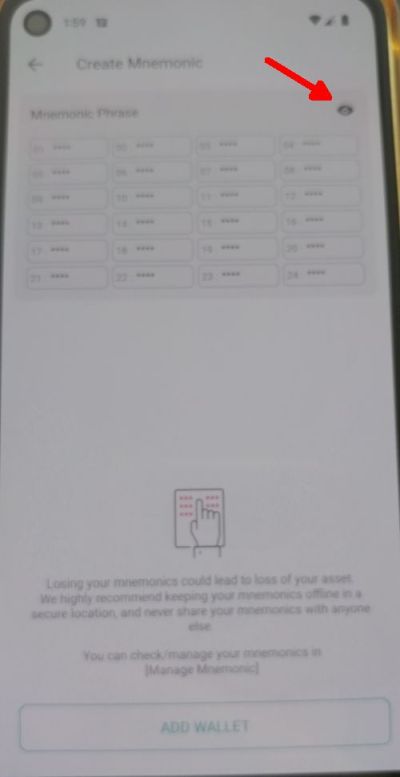 1:59
Create Mnemonic
Mnemonic Phrase
01 **** 02 **** 03 **** 04 ****
05 **** 06 **** 07 **** 08 ****
09 **** 10 **** 11 **** 12 ****
13 **** 14 **** 15 **** 16 ****
17 **** 18 **** 19 **** 20 ****
21 **** 22 **** 23 **** 24 ****
Losing your mnemonics could lead to loss of your asset.
We highly recommend keeping your mnemonics offline in a
secure location, and never share your mnemonics with anyone
else.
You can check/manage your mnemonics in
[Manage Mnemonic]
ADD WALLET